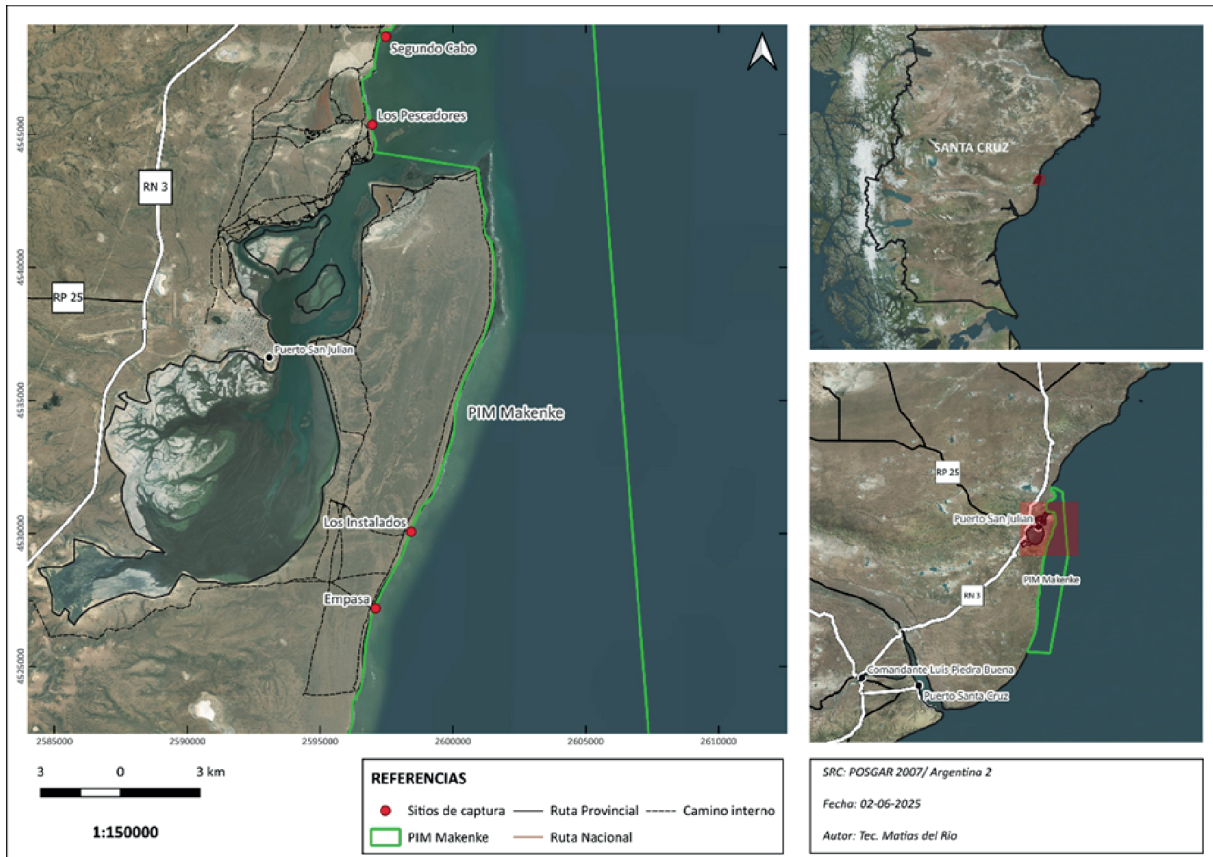 Segundo Cabo
Los Pescadores
RN 3
RP 25
Puerto San Julian
PIM Makenke
Los Instalados
Empasa
4545000
4540000
4535000
4530000
4525000
2585000
2590000
2595000
2600000
2605000
2610000
SANTA CRUZ
RP 25
Puerto San Julian
PIM Makenke
RN 3
Comandante Luis Piedra Buena
Puerto Santa Cruz
3 0 3 km
1:150000
REFERENCIAS
Sitios de captura Ruta Provincial Camino interno
PIM Makenke Ruta Nacional
SRC: POSGAR 2007/ Argentina 2
Fecha: 02-06-2025
Autor: Tec. Matias del Rio